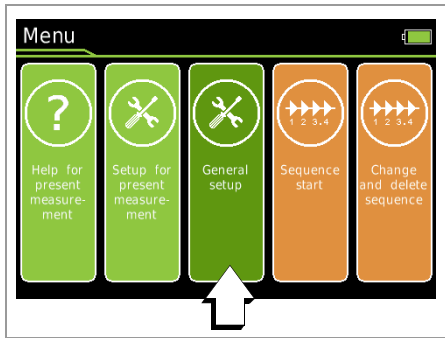 Menu
?
Help for
present
measure-
ment
Setup for
present
measure-
ment
General
setup
1 2 3.4
Sequence
start
1 2 3.4
Change
and delete
sequence